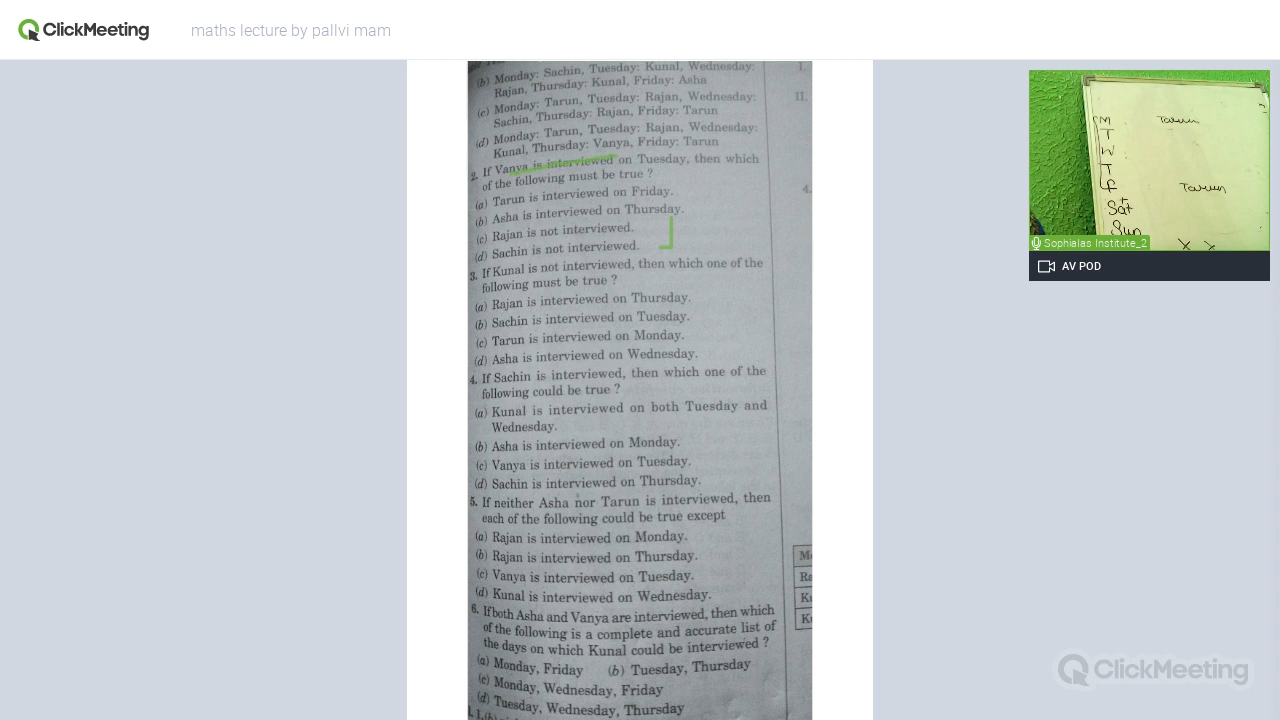 ClickMeeting
maths lecture by pallvi mam
(b) Monday: Sachin, Tuesday: Kunal, Wednesday:
Rajan, Thursday: Kunal, Friday: Asha
(c) Monday: Tarun, Tuesday: Rajan, Wednesday:
Sachin, Thursday: Rajan, Friday: Tarun
(d) Monday: Tarun, Tuesday: Rajan, Wednesday:
Kunal, Thursday: Vanya, Friday: Tarun
2. If Vanya is interviewed on Tuesday, then which
of the following must be true ?
(a) Tarun is interviewed on Friday.
(b) Asha is interviewed on Thursday.
(c) Rajan is not interviewed.
(d) Sachin is not interviewed.
3. If Kunal is not interviewed, then which one of the
following must be true ?
(a) Rajan is interviewed on Thursday.
(b) Sachin is interviewed on Tuesday.
(c) Tarun is interviewed on Monday.
(d) Asha is interviewed on Wednesday.
4. If Sachin is interviewed, then which one of the
following could be true ?
(a) Kunal is interviewed on both Tuesday and
Wednesday.
(b) Asha is interviewed on Monday.
(c) Vanya is interviewed on Tuesday.
(d) Sachin is interviewed on Thursday.
5. If neither Asha nor Tarun is interviewed, then
each of the following could be true except
(a) Rajan is interviewed on Monday.
(b) Rajan is interviewed on Thursday.
(c) Vanya is interviewed on Tuesday.
(d) Kunal is interviewed on Wednesday.
6. If both Asha and Vanya are interviewed, then which
of the following is a complete and accurate list of
the days on which Kunal could be interviewed ?
(a) Monday, Friday (b) Tuesday, Thursday
(c) Monday, Wednesday, Friday
(d) Tuesday, Wednesday, Thursday
I.
11.
4.
Ra
Ku
Ku
M Tarun
T
W
T
F Tarun
Sat
Sun
X X
Sophialas Institute_2
AV POD
ClickMeeting